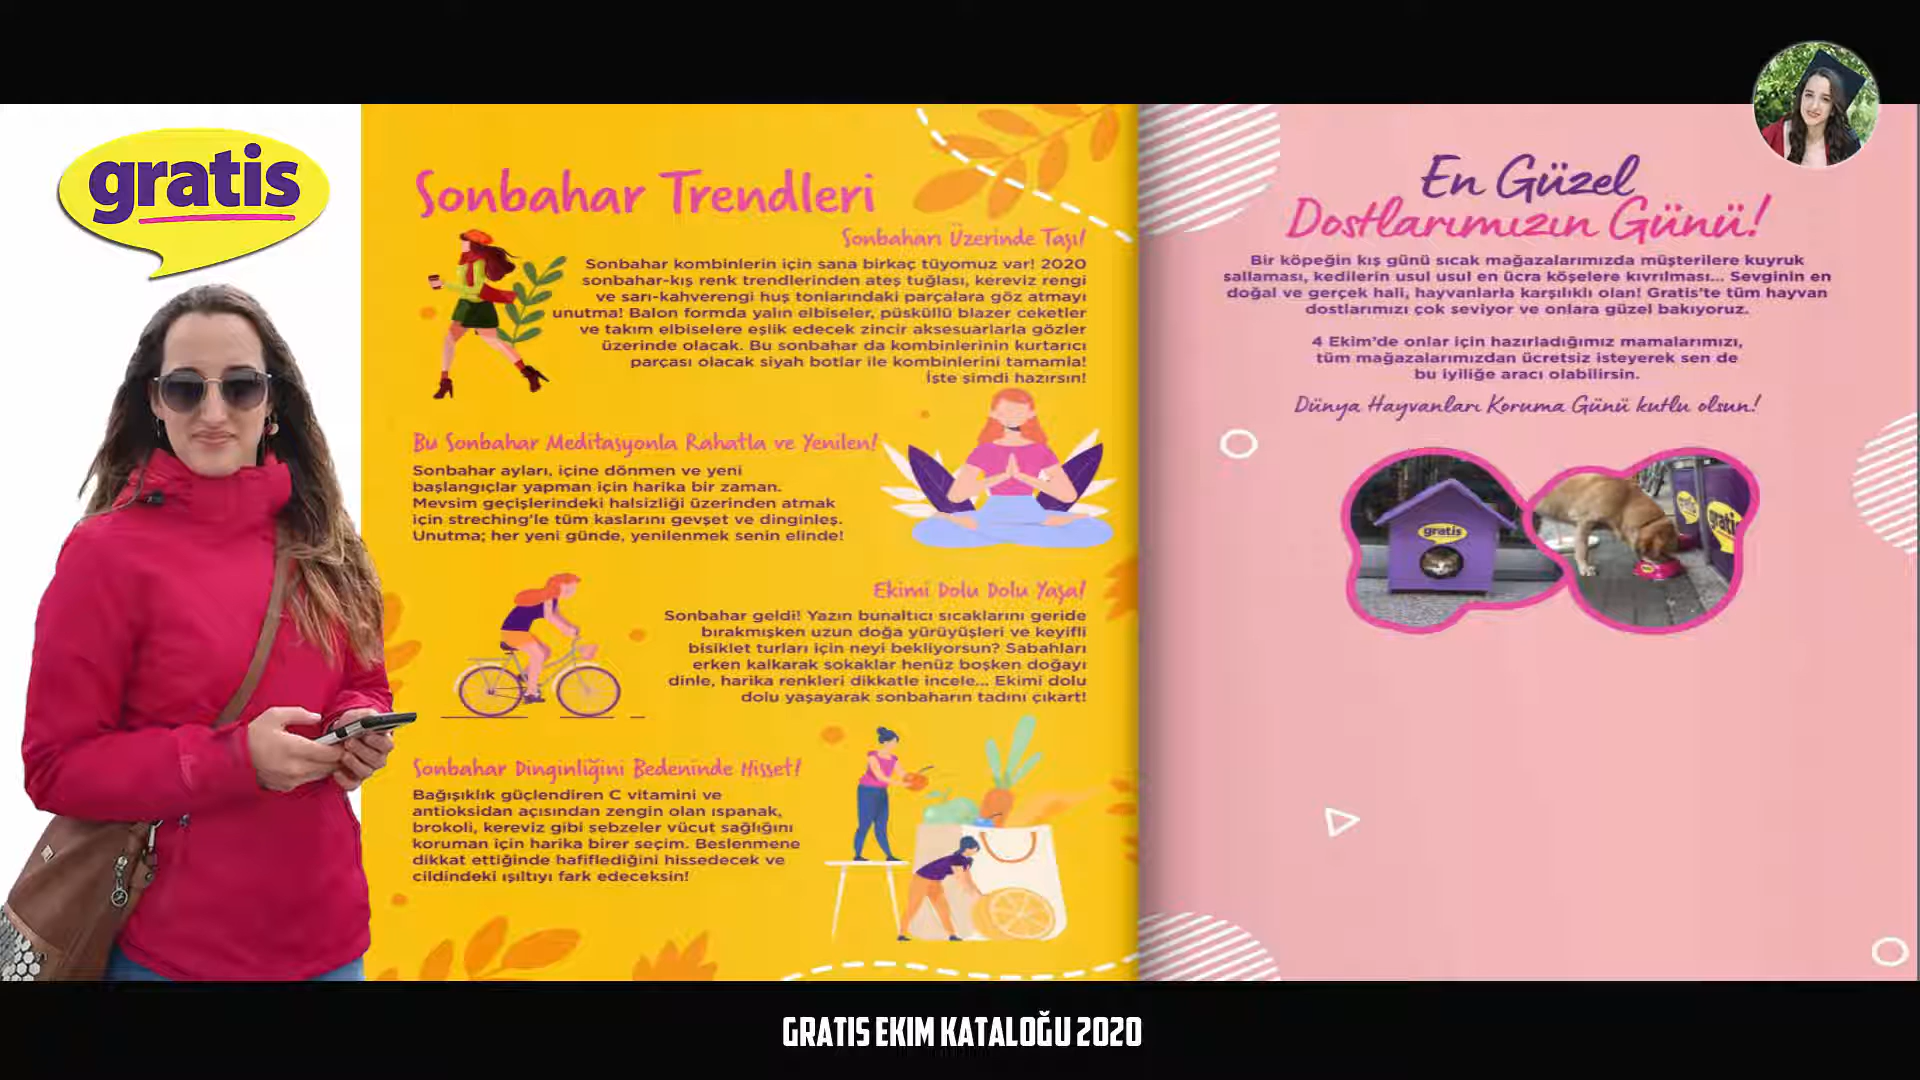 gratis
Sonbahar Trendleri
Sonbaharı Üzerinde Taşı!
Sonbahar kombinlerin için sana birkaç tüyomuz var! 2020
sonbahar-kış renk trendlerinden ateş tuğlası, kereviz rengi
ve sarı-kahverengi huş tonlarındaki parçalara göz atmayı
unutma! Balon formda yalın elbiseler, püsküllü blazer ceketler
ve takım elbiselere eşlik edecek zincir aksesuarlarla gözler
üzerinde olacak. Bu sonbahar da kombinlerinin kurtarıcı
parçası olacak siyah botlar ile kombinlerini tamamla!
İşte şimdi hazırsın!
Bu Sonbahar Meditasyonla Rahatla ve Yenilen!
Sonbahar ayları, içine dönmen ve yeni
başlangıçlar yapman için harika bir zaman.
Mevsim geçişlerindeki halsizliği üzerinden atmak
için streching'le tüm kaslarını gevşet ve dinginleş.
Unutma; her yeni günde, yenilenmek senin elinde!
Ekimi Dolu Dolu Yaşa!
Sonbahar geldi! Yazın bunaltıcı sıcaklarını geride
bırakmışken uzun doğa yürüyüşleri ve keyifli
bisiklet turları için neyi bekliyorsun? Sabahları
erken kalkarak sokaklar henüz boşken doğayı
dinle, harika renkleri dikkatle incele... Ekimi dolu
dolu yaşayarak sonbaharın tadını çıkart!
Sonbahar Dinginliğini Bedeninde Hisset!
Bağışıklık güçlendiren C vitamini ve
antioksidan açısından zengin olan ıspanak,
brokoli, kereviz gibi sebzeler vücut sağlığını
koruman için harika birer seçim. Beslenmene
dikkat ettiğinde hafiflediğini hissedecek ve
cildindeki ışıltıyı fark edeceksin!
En Güzel
Dostlarımızın Günü!
Bir köpeğin kış günü sıcak mağazalarımızda müşterilere kuyruk
sallaması, kedilerin usul usul en ücra köşelere kıvrılması... Sevginin en
doğal ve gerçek hali, hayvanlarla karşılıklı olan! Gratis'te tüm hayvan
dostlarımızı çok seviyor ve onlara güzel bakıyoruz.
4 Ekim'de onlar için hazırladığımız mamalarımızı,
tüm mağazalarımızdan ücretsiz isteyerek sen de
bu iyiliğe aracı olabilirsin.
Dünya Hayvanları Koruma Günü kutlu olsun!
gratis
gratis
GRATIS EKIM KATALOĞU 2020